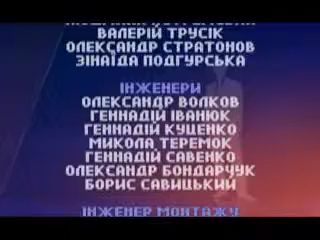 ВАЛЕРІЙ ТРУСІК
ОЛЕКСАНДР СТРАТОНОВ
ЗІНАЇДА ПОДГУРСЬКА
ІНЖЕНЕРИ
ОЛЕКСАНДР ВОЛКОВ
ГЕННАДІЙ ІВАНЮК
ГЕННАДІЙ КУЦЕНКО
МИКОЛА ТЕРЕМОК
ГЕННАДІЙ САВЕНКО
ОЛЕКСАНДР БОНДАРЧУК
БОРИС САВИЦЬКИЙ
ІНЖЕНЕР МОНТАЖУ